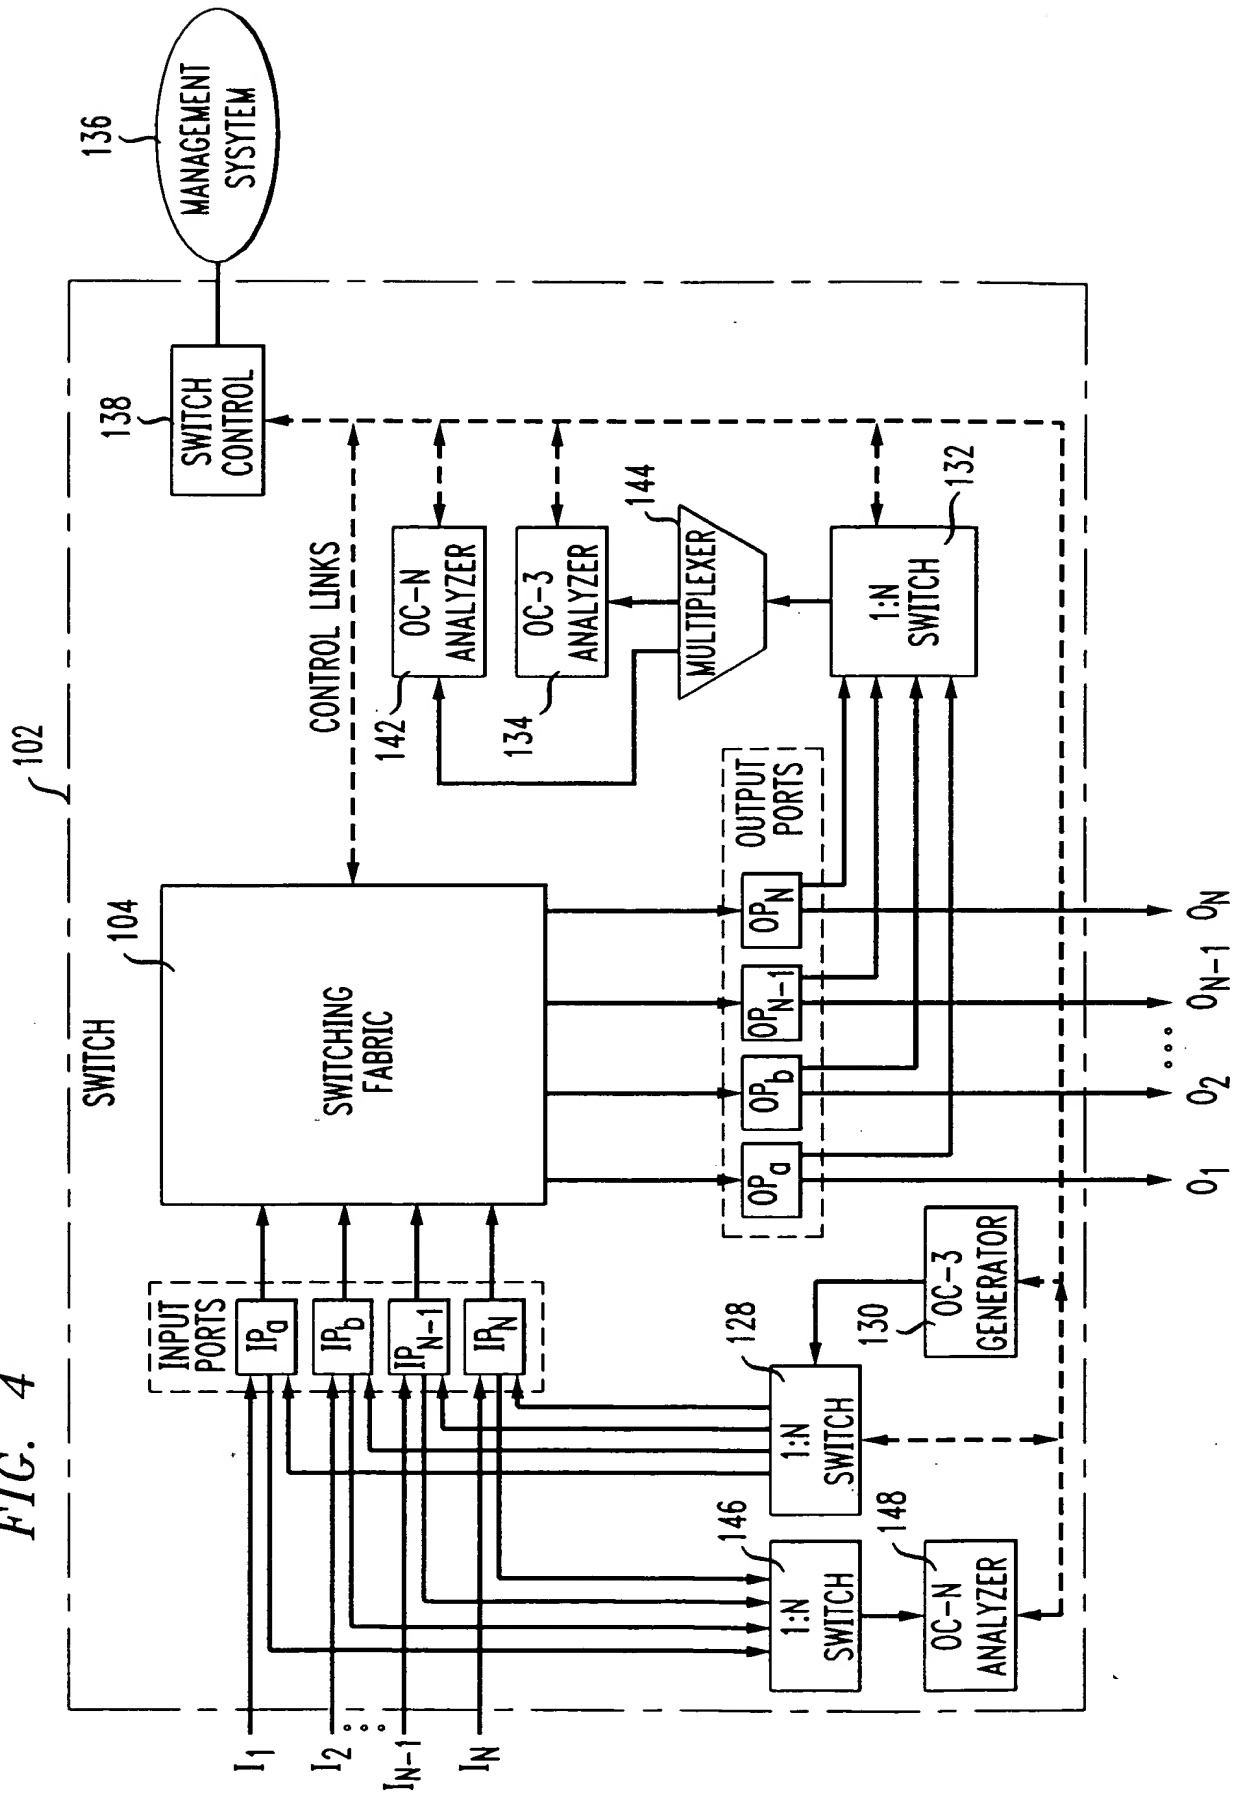 FIG. 4
102
SWITCH
104
SWITCHING
FABRIC
138
SWITCH
CONTROL
136
MANAGEMENT
SYSYTEM
CONTROL LINKS
INPUT
PORTS
I1
I2
IN-1
IN
IPa
IPb
IPN-1
IPN
142
OC-N
ANALYZER
134
OC-3
ANALYZER
144
MULTIPLEXER
132
1:N
SWITCH
OUTPUT
PORTS
OPa
OPb
OPN-1
OPN
146
1:N
SWITCH
128
1:N
SWITCH
148
OC-N
ANALYZER
130
OC-3
GENERATOR
O1
O2
ON-1
ON